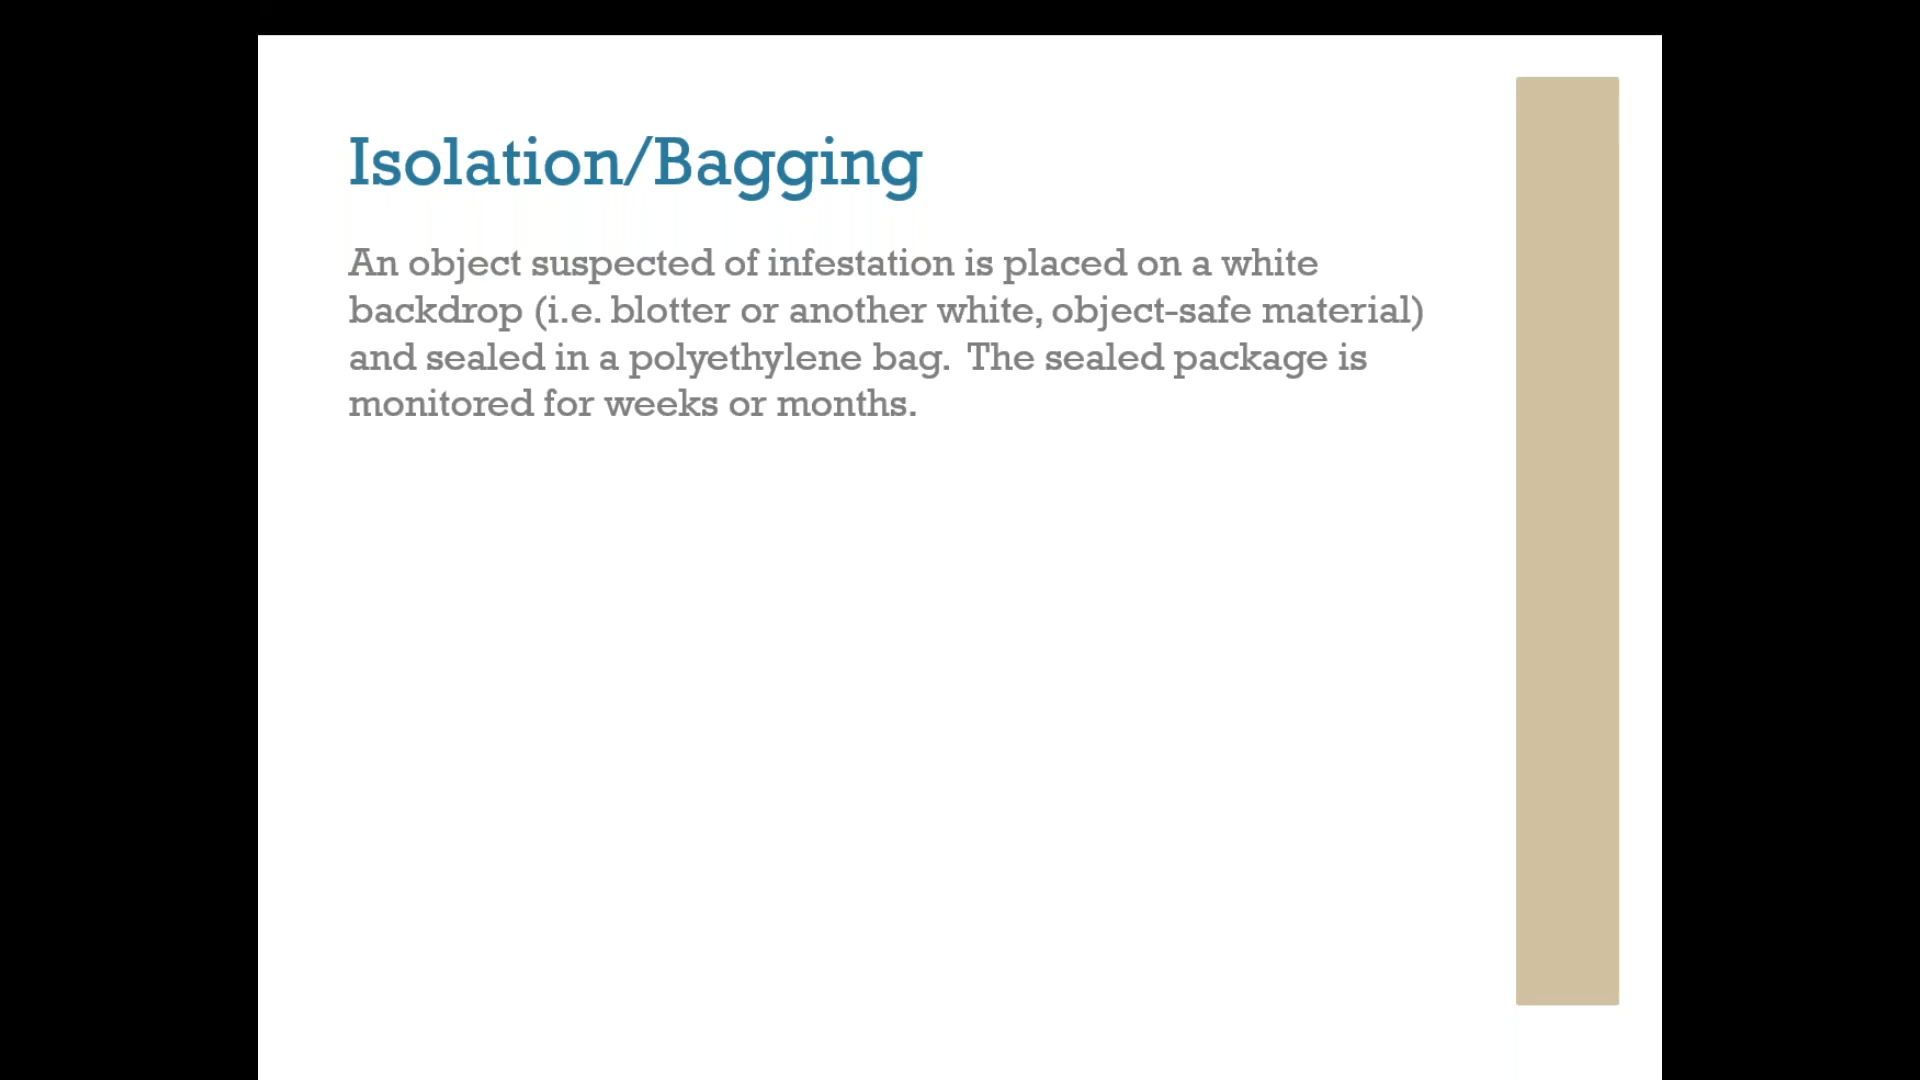 Isolation/Bagging
An object suspected of infestation is placed on a white
backdrop (i.e. blotter or another white, object-safe material)
and sealed in a polyethylene bag.  The sealed package is
monitored for weeks or months.